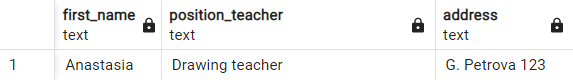 first_name position_teacher address
text text text
1 Anastasia Drawing teacher G. Petrova 123